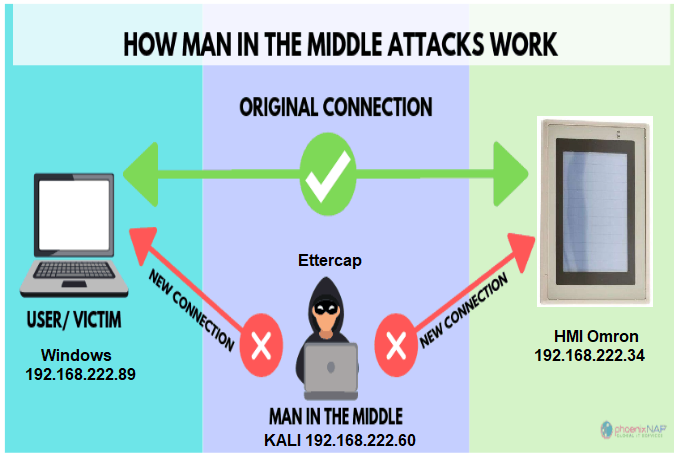 HOW MAN IN THE MIDDLE ATTACKS WORK
ORIGINAL CONNECTION
Ettercap
NEW CONNECTION
NEW CONNECTION
USER/ VICTIM
Windows
192.168.222.89
MAN IN THE MIDDLE
KALI 192.168.222.60
HMI Omron
192.168.222.34
phoenixNAP